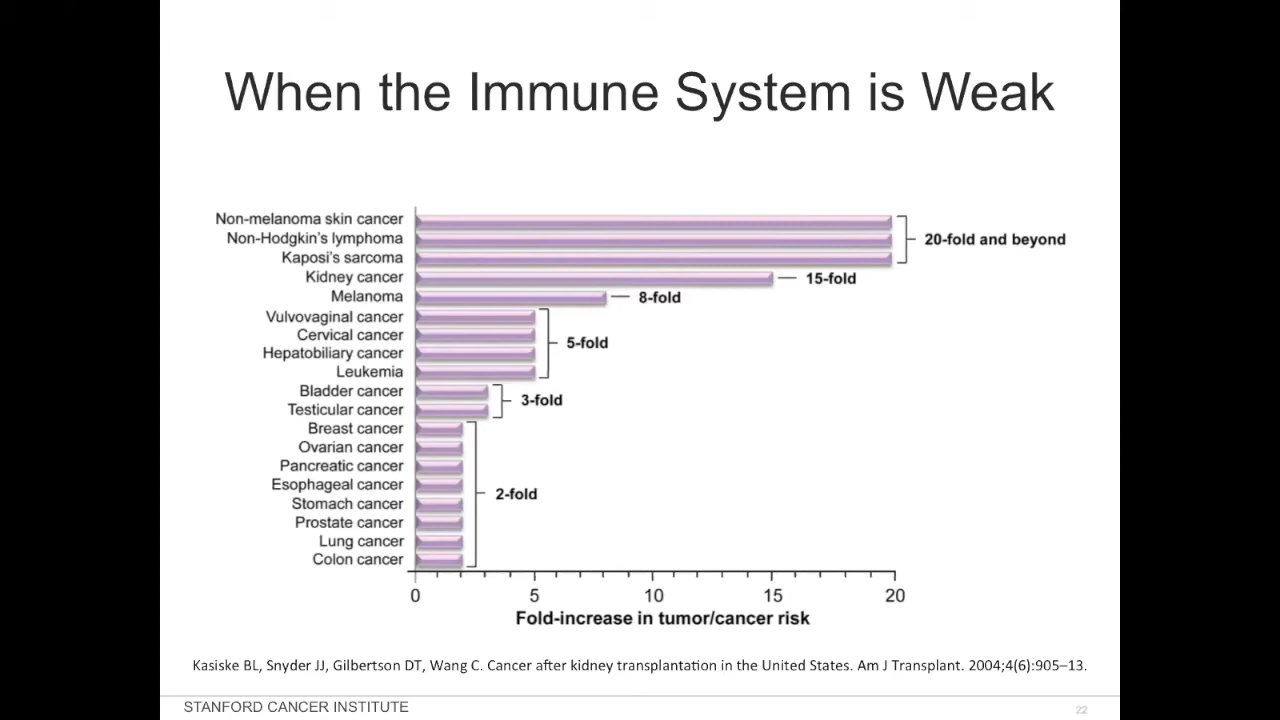 When the Immune System is Weak
Non-melanoma skin cancer
Non-Hodgkin's lymphoma
Kaposi's sarcoma
20-fold and beyond
Kidney cancer
15-fold
Melanoma
8-fold
Vulvovaginal cancer
Cervical cancer
Hepatobiliary cancer
Leukemia
5-fold
Bladder cancer
Testicular cancer
3-fold
Breast cancer
Ovarian cancer
Pancreatic cancer
Esophageal cancer
Stomach cancer
Prostate cancer
Lung cancer
Colon cancer
2-fold
0 5 10 15 20
Fold-increase in tumor/cancer risk
Kasiske BL, Snyder JJ, Gilbertson DT, Wang C. Cancer after kidney transplantation in the United States. Am J Transplant. 2004;4(6):905–13.
STANFORD CANCER INSTITUTE
22